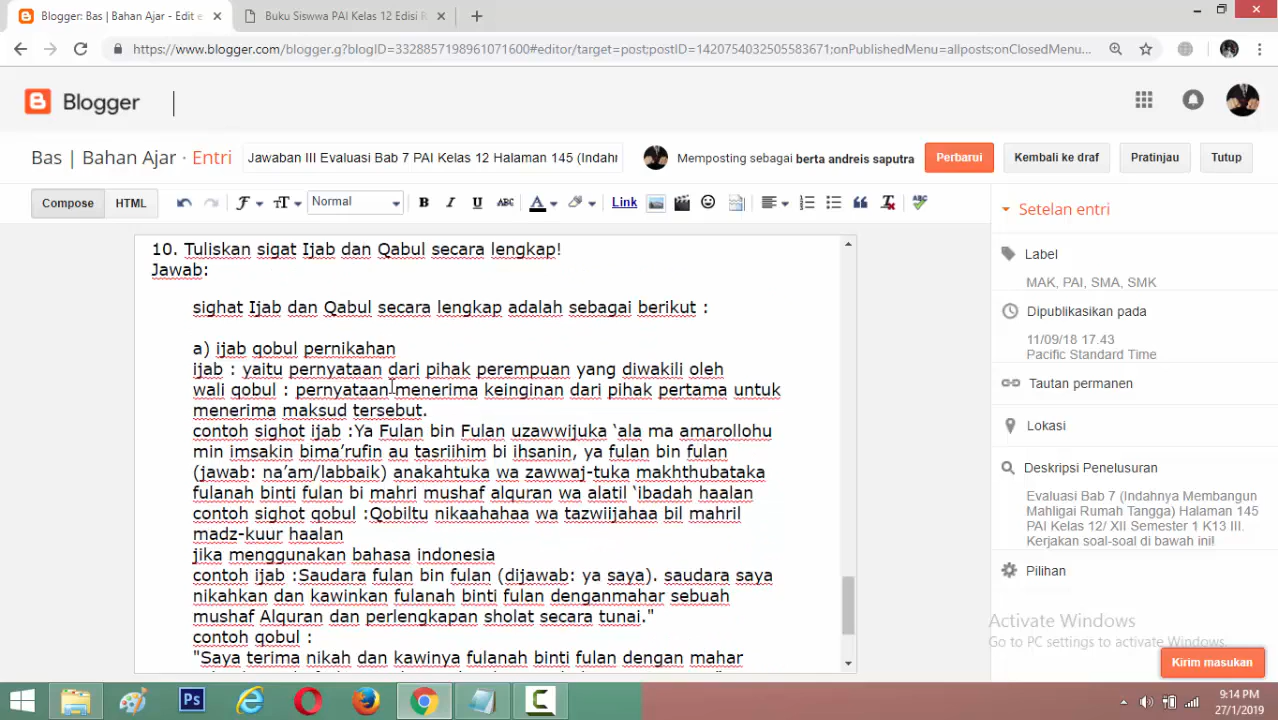 Blogger: Bas | Bahan Ajar - Edit e
Buku Siswwa PAI Kelas 12 Edisi R
https://www.blogger.com/blogger.g?blogID=3328857198961071600#editor/target=post;postID=1420754032505583671;onPublishedMenu=allposts;onClosedMenu...
Blogger
Bas | Bahan Ajar · Entri
Jawaban III Evaluasi Bab 7 PAI Kelas 12 Halaman 145 (Indahn
Memposting sebagai berta andreis saputra
Perbarui
Kembali ke draf
Pratinjau
Tutup
Compose
HTML
Normal
Link
10. Tuliskan sigat Ijab dan Qabul secara lengkap!
Jawab:
sighat Ijab dan Qabul secara lengkap adalah sebagai berikut :
a) ijab qobul pernikahan
ijab : yaitu pernyataan dari pihak perempuan yang diwakili oleh
wali qobul : pernyataan menerima keinginan dari pihak pertama untuk
menerima maksud tersebut.
contoh sighot ijab :Ya Fulan bin Fulan uzawwijuka ‘ala ma amarollohu
min imsakin bima’rufin au tasriihim bi ihsanin, ya fulan bin fulan
(jawab: na’am/labbaik) anakahtuka wa zawwaj-tuka makhthubataka
fulanah binti fulan bi mahri mushaf alquran wa alatil ‘ibadah haalan
contoh sighot qobul :Qobiltu nikaahahaa wa tazwiijahaa bil mahril
madz-kuur haalan
jika menggunakan bahasa indonesia
contoh ijab :Saudara fulan bin fulan (dijawab: ya saya). saudara saya
nikahkan dan kawinkan fulanah binti fulan denganmahar sebuah
mushaf Alquran dan perlengkapan sholat secara tunai."
contoh qobul :
"Saya terima nikah dan kawinya fulanah binti fulan dengan mahar
Setelan entri
Label
MAK, PAI, SMA, SMK
Dipublikasikan pada
11/09/18 17.43
Pacific Standard Time
Tautan permanen
Lokasi
Deskripsi Penelusuran
Evaluasi Bab 7 (Indahnya Membangun
Mahligai Rumah Tangga) Halaman 145
PAI Kelas 12/ XII Semester 1 K13 III.
Kerjakan soal-soal di bawah ini!
Pilihan
Activate Windows
Go to PC settings to activate Windows.
Kirim masukan
9:14 PM
27/1/2019